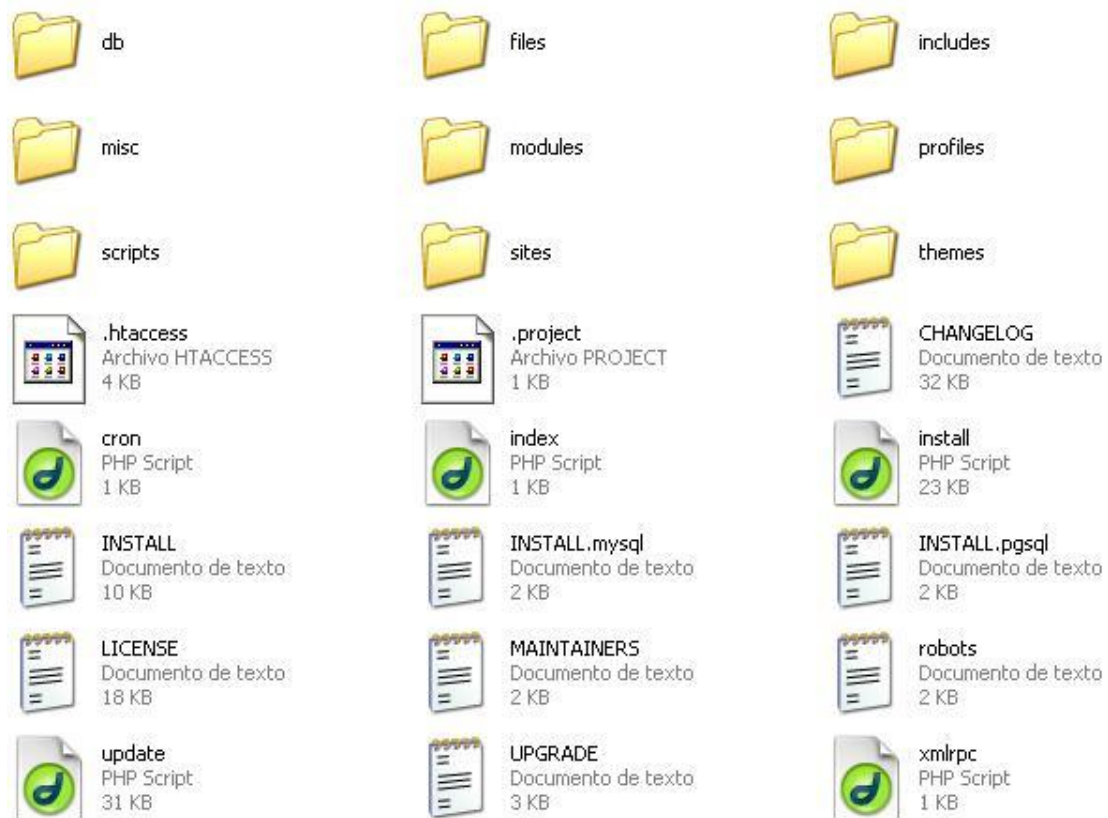 db
files
includes
misc
modules
profiles
scripts
sites
themes
.htaccess
Archivo HTACCESS
4 KB
.project
Archivo PROJECT
1 KB
CHANGELOG
Documento de texto
32 KB
cron
PHP Script
1 KB
index
PHP Script
1 KB
install
PHP Script
23 KB
INSTALL
Documento de texto
10 KB
INSTALL.mysql
Documento de texto
2 KB
INSTALL.pgsql
Documento de texto
2 KB
LICENSE
Documento de texto
18 KB
MAINTAINERS
Documento de texto
2 KB
robots
Documento de texto
2 KB
update
PHP Script
31 KB
UPGRADE
Documento de texto
3 KB
xmlrpc
PHP Script
1 KB